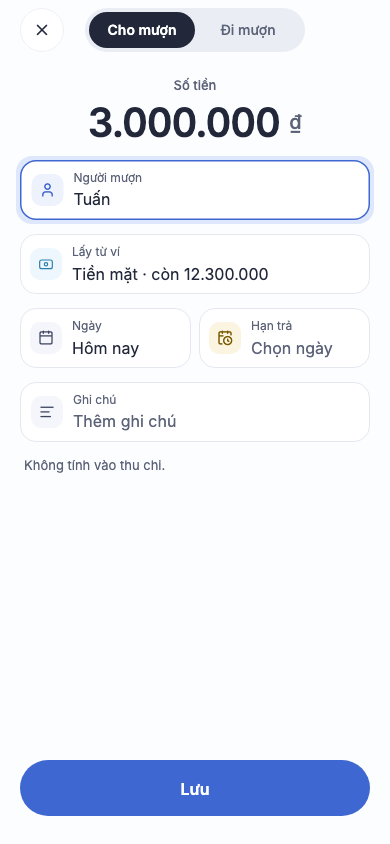 Cho mượn
Đi mượn
Số tiền
3.000.000 ₫
Người mượn
Tuấn
Lấy từ ví
Tiền mặt · còn 12.300.000
Ngày
Hôm nay
Hạn trả
Chọn ngày
Ghi chú
Thêm ghi chú
Không tính vào thu chi.
Lưu